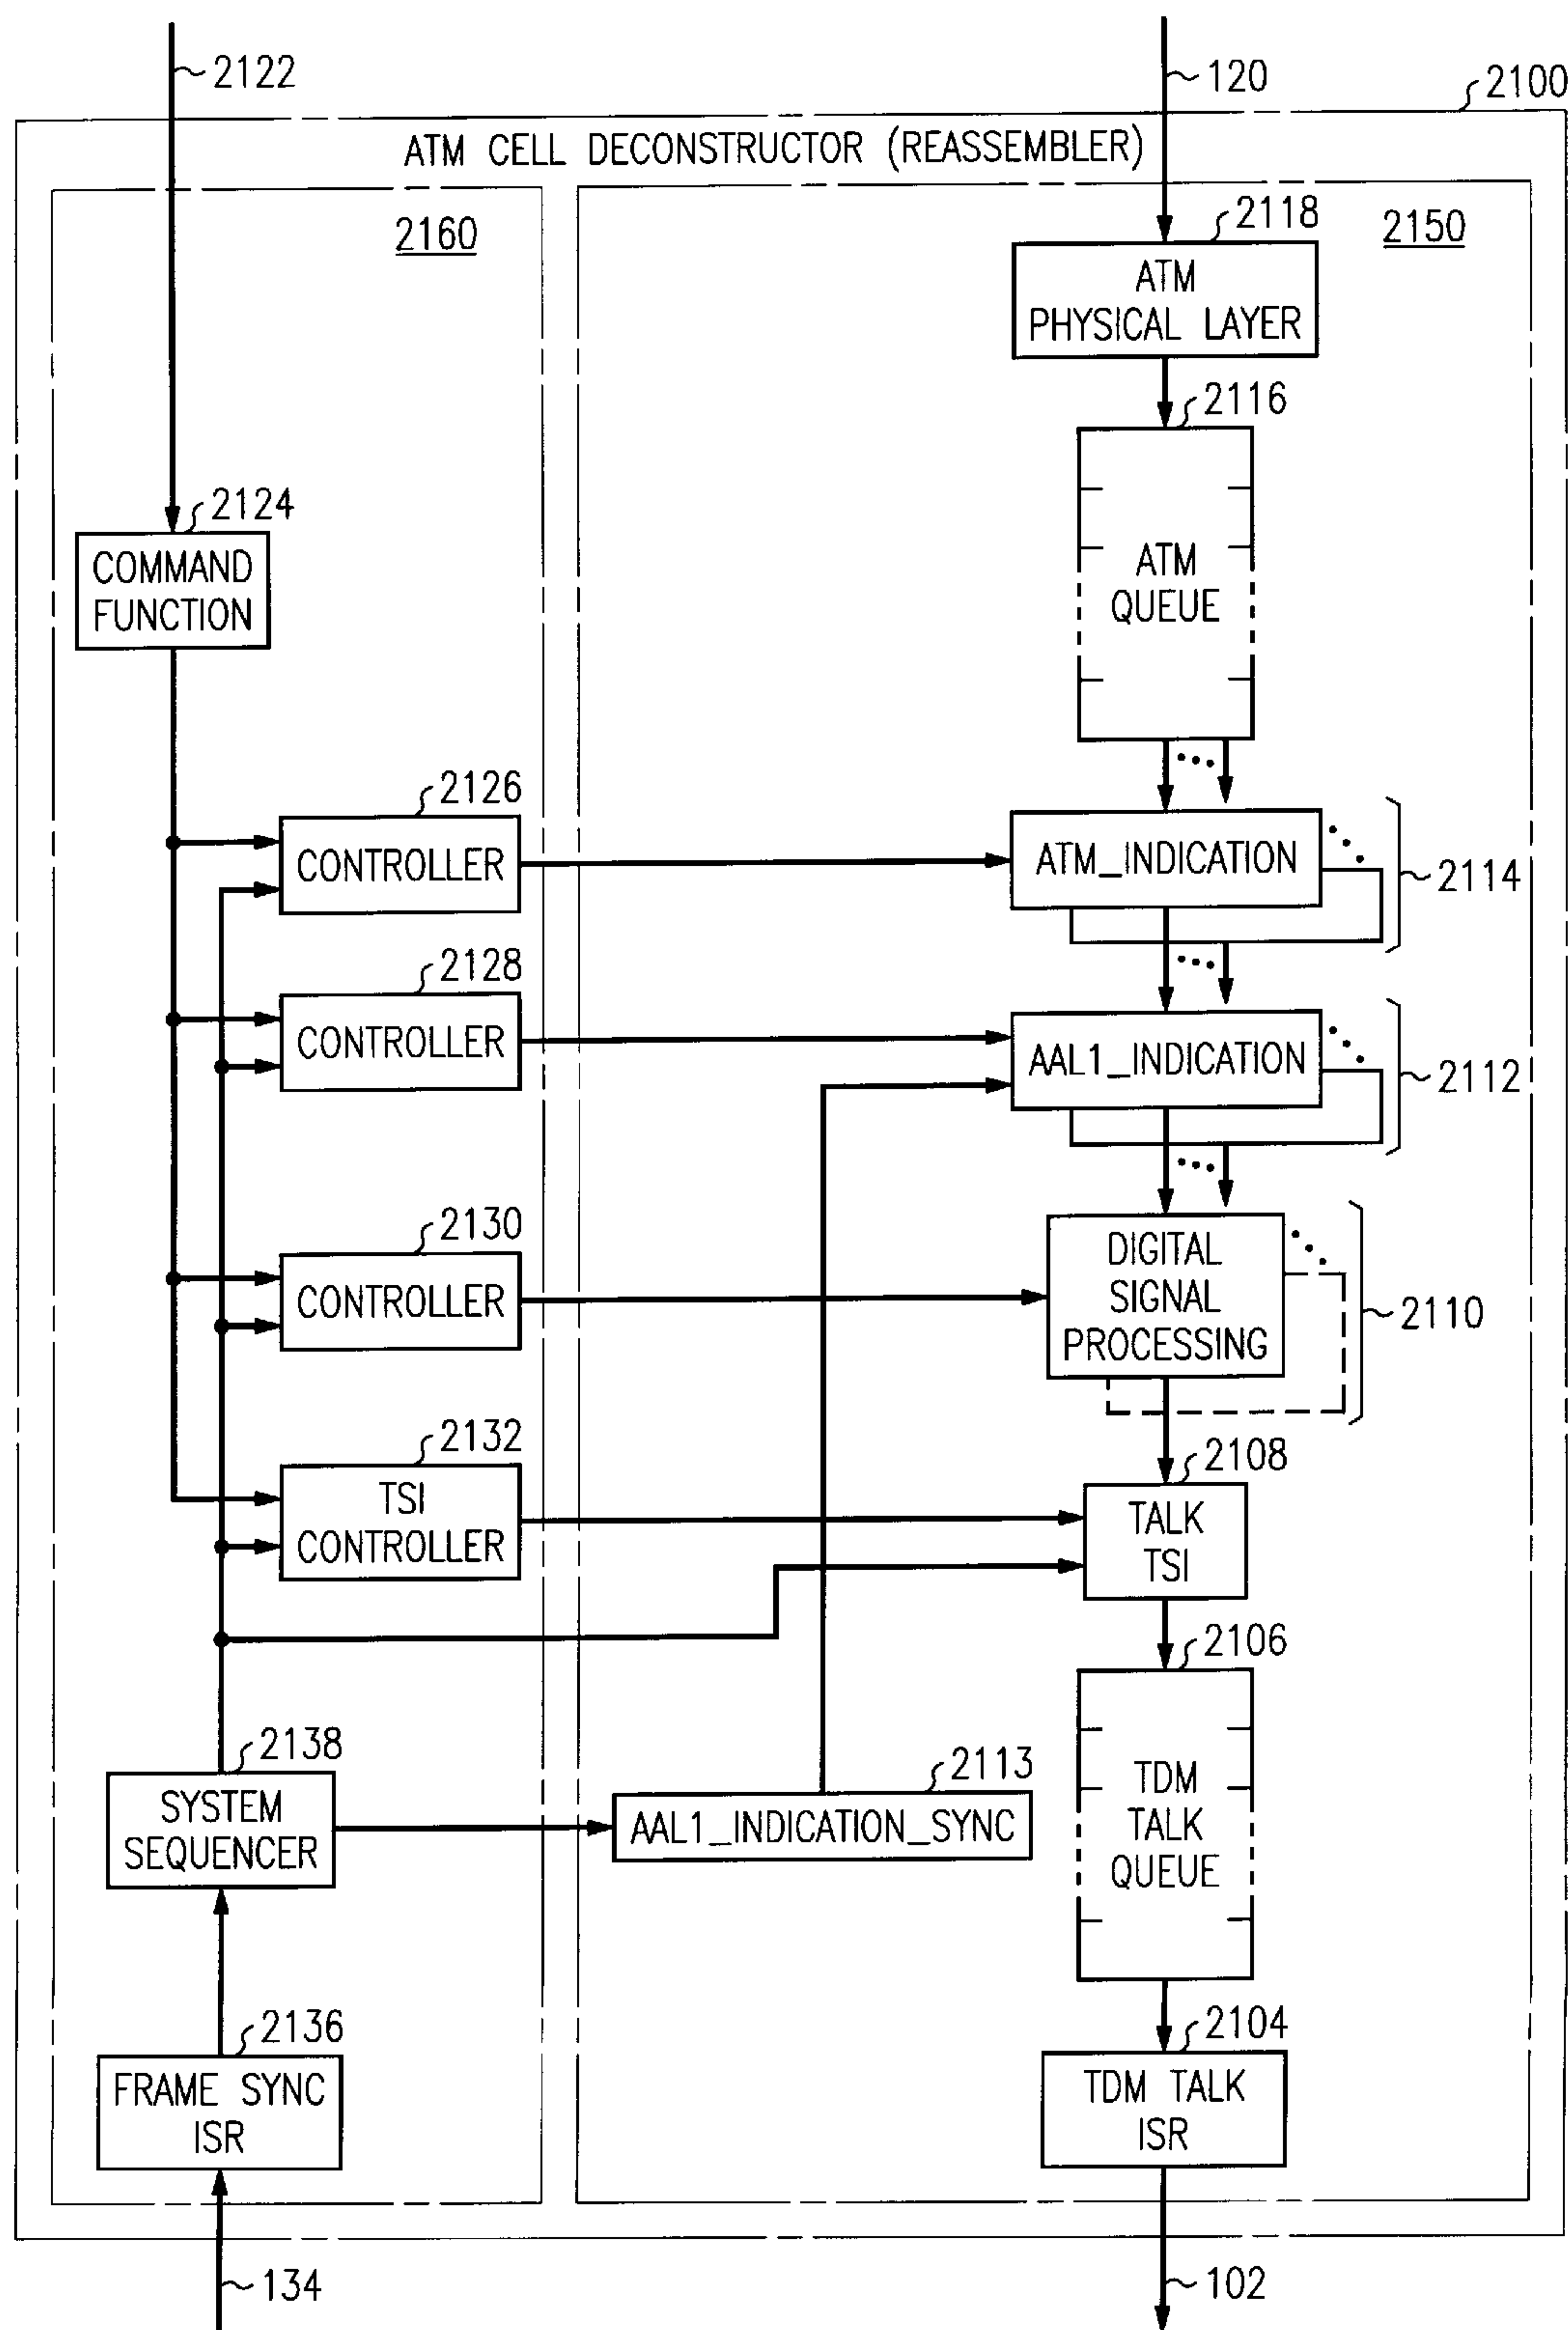 2122
120
2100
ATM CELL DECONSTRUCTOR (REASSEMBLER)
2160
2150
2118
ATM
PHYSICAL LAYER
2116
ATM
QUEUE
2124
COMMAND
FUNCTION
2126
CONTROLLER
ATM_INDICATION
2114
2128
CONTROLLER
AAL1_INDICATION
2112
2130
CONTROLLER
DIGITAL
SIGNAL
PROCESSING
2110
2132
TSI
CONTROLLER
2108
TALK
TSI
2106
TDM
TALK
QUEUE
2138
SYSTEM
SEQUENCER
2113
AAL1_INDICATION_SYNC
2136
FRAME SYNC
ISR
2104
TDM TALK
ISR
134
102